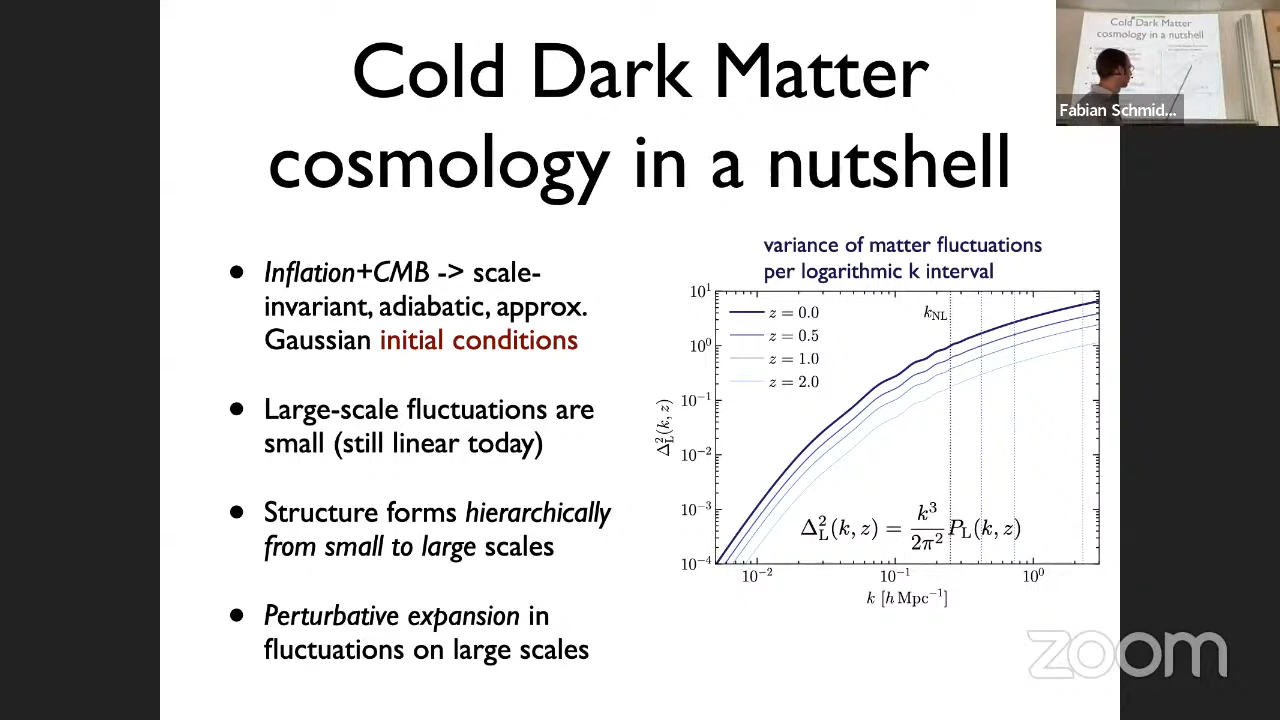 Cold Dark Matter
cosmology in a nutshell
Cold Dark Matter
cosmology in a nutshell
Fabian Schmid...
• Inflation+CMB -> scale-
invariant, adiabatic, approx.
Gaussian initial conditions
• Large-scale fluctuations are
small (still linear today)
• Structure forms hierarchically
from small to large scales
• Perturbative expansion in
fluctuations on large scales
variance of matter fluctuations
per logarithmic k interval
10¹
10⁰
10⁻¹
10⁻²
10⁻³
10⁻⁴
Δ²_L(k, z)
z = 0.0
z = 0.5
z = 1.0
z = 2.0
k_NL
Δ²_L(k, z) = k³/2π² P_L(k, z)
10⁻² 10⁻¹ 10⁰
k [h Mpc⁻¹]
zoom